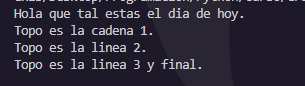 Hola que tal estas el dia de hoy.
Topo es la cadena 1.
Topo es la linea 2.
Topo es la linea 3 y final.